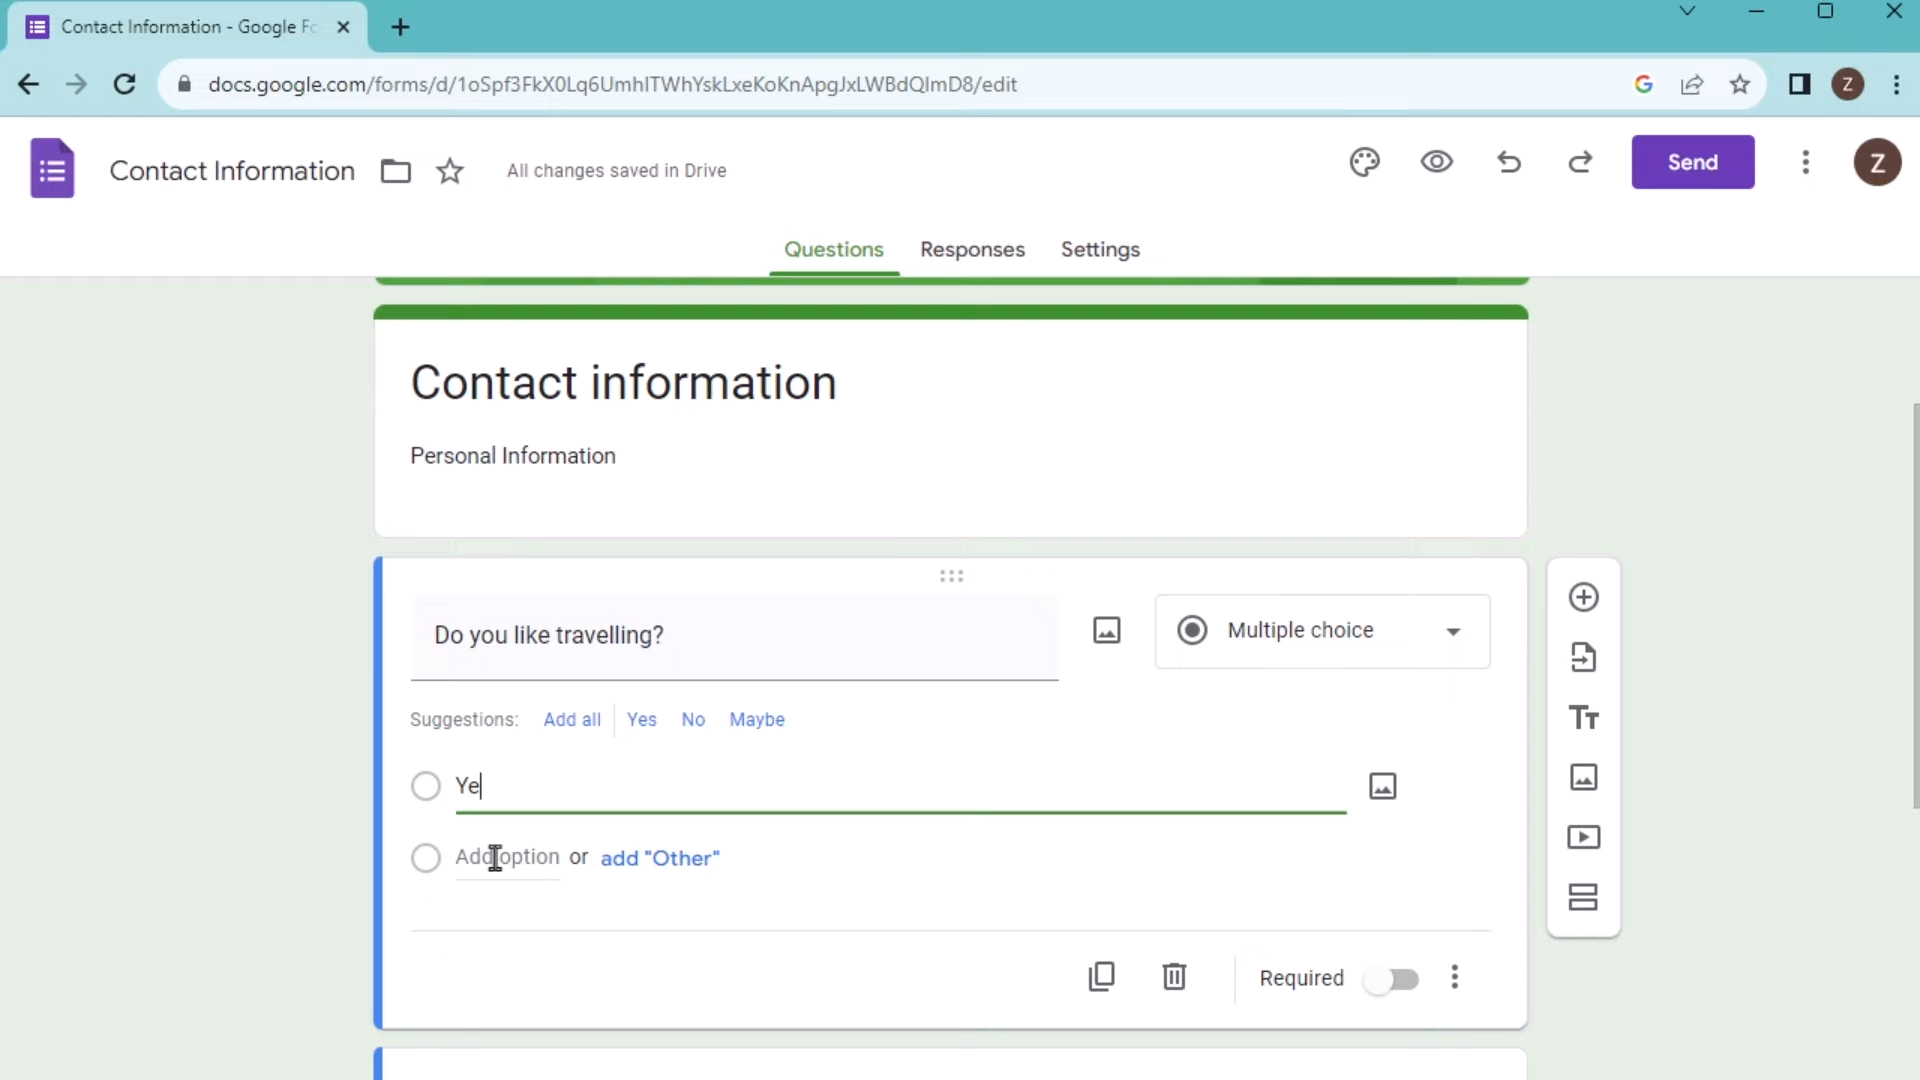 Contact Information - Google Fo
docs.google.com/forms/d/1oSpf3FkX0Lq6UmhITWhYskLxeKoKnApgJxLWBdQImD8/edit
Z
Contact Information
All changes saved in Drive
Send
Z
Questions
Responses
Settings
Contact information
Personal Information
Do you like travelling?
Multiple choice
Suggestions: Add all Yes No Maybe
Ye
Add option or add "Other"
Required